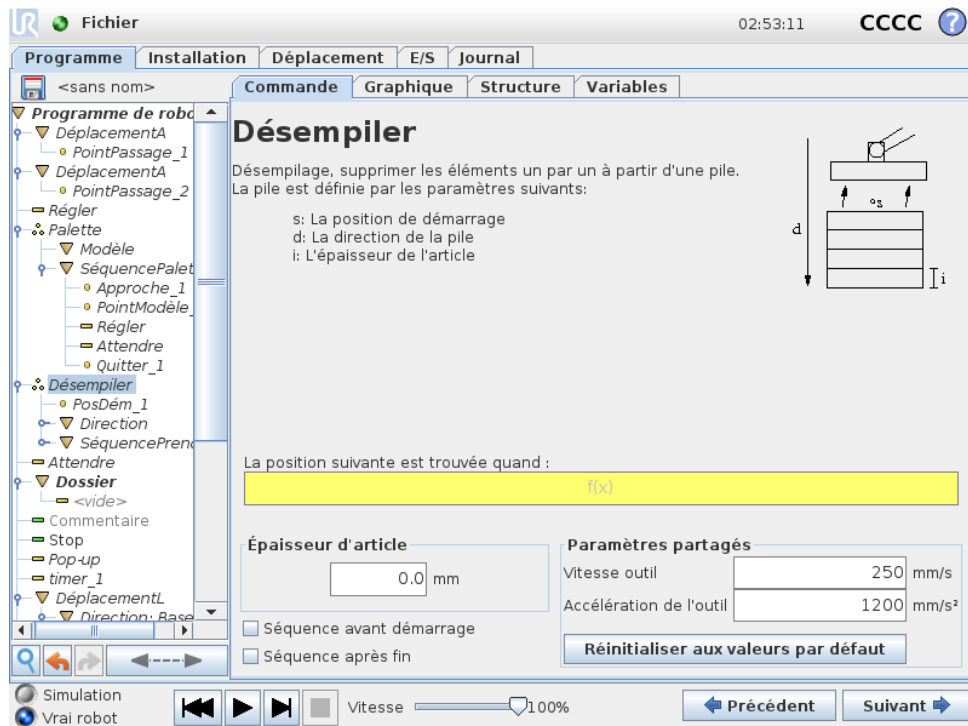 UR Fichier 02:53:11 CCCC ?
Programme Installation Déplacement E/S Journal
<sans nom> Commande Graphique Structure Variables
Programme de robo
DéplacementA
PointPassage_1
DéplacementA
PointPassage_2
Régler
Palette
Modèle
SéquencePalet
Approche_1
PointModèle_
Régler
Attendre
Quitter_1
Désempiler
PosDém_1
Direction
SéquencePrend
Attendre
Dossier
<vide>
Commentaire
Stop
Pop-up
timer_1
DéplacementL
Direction: Base
Désempiler
Désempilage, supprimer les éléments un par un à partir d'une pile.
La pile est définie par les paramètres suivants:
s: La position de démarrage
d: La direction de la pile
i: L'épaisseur de l'article
s
d
i
La position suivante est trouvée quand :
f(x)
Épaisseur d'article
0.0 mm
Séquence avant démarrage
Séquence après fin
Paramètres partagés
Vitesse outil 250 mm/s
Accélération de l'outil 1200 mm/s²
Réinitialiser aux valeurs par défaut
Simulation
Vrai robot
Vitesse 100%
Précédent Suivant